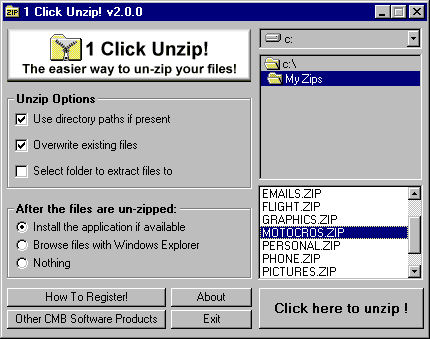 ZIP 1 Click Unzip! v2.0.0
1 Click Unzip!
The easier way to un-zip your files!
Unzip Options
Use directory paths if present
Overwrite existing files
Select folder to extract files to
After the files are un-zipped:
Install the application if available
Browse files with Windows Explorer
Nothing
How To Register!
About
Other CMB Software Products
Exit
c:
c:\
My Zips
EMAILS.ZIP
FLIGHT.ZIP
GRAPHICS.ZIP
MOTOCROS.ZIP
PERSONAL.ZIP
PHONE.ZIP
PICTURES.ZIP
Click here to unzip !